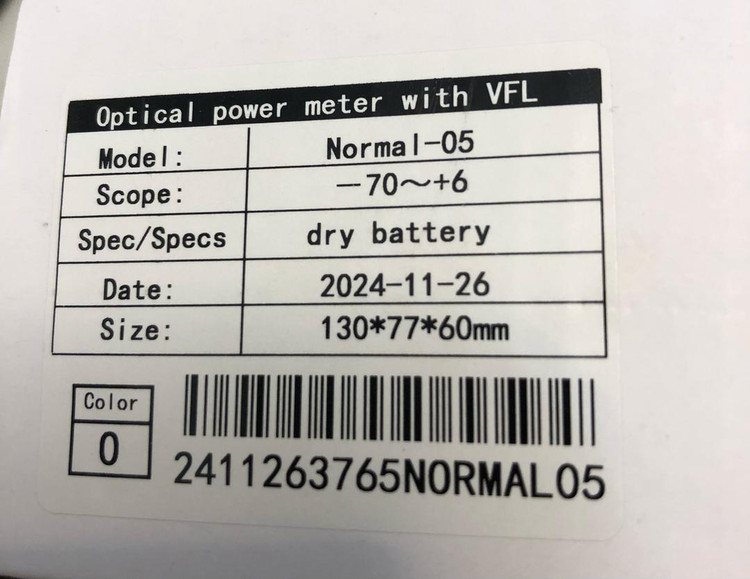 Optical power meter with VFL
Model: Normal-05
Scope: -70～+6
Spec/Specs dry battery
Date: 2024-11-26
Size: 130*77*60mm
Color
0
2411263765NORMAL05